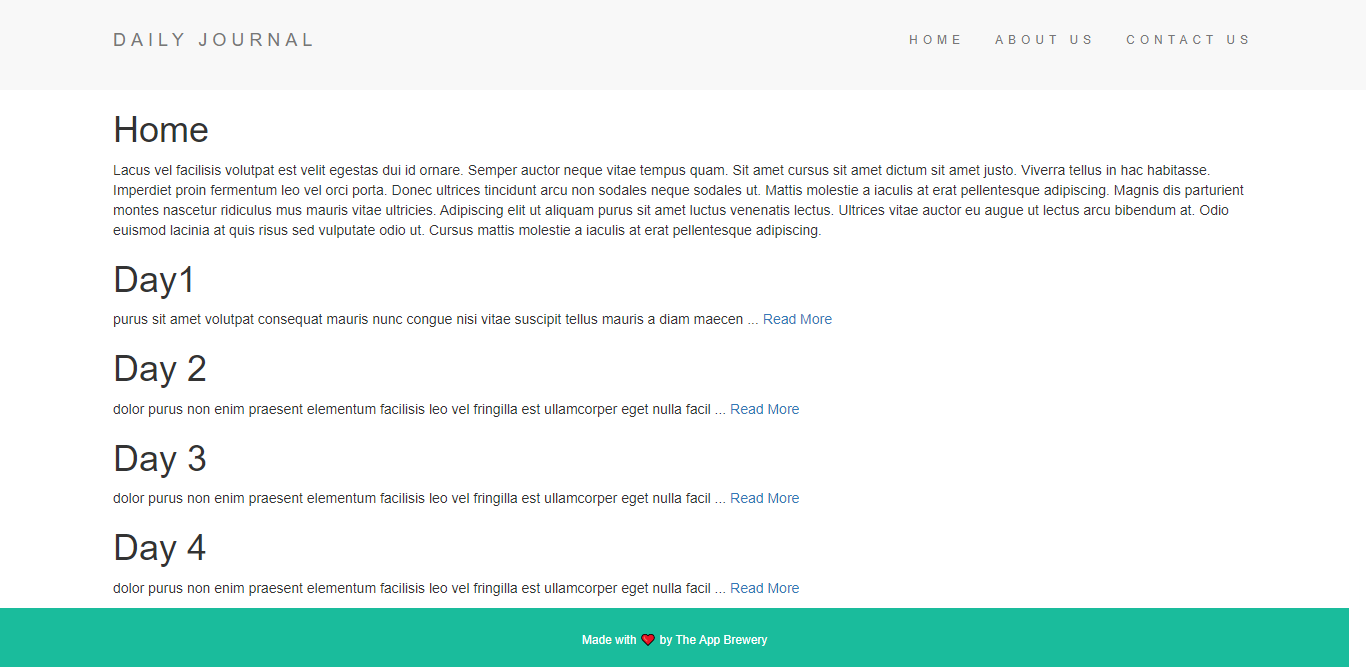 DAILY JOURNAL
HOME ABOUT US CONTACT US
Home
Lacus vel facilisis volutpat est velit egestas dui id ornare. Semper auctor neque vitae tempus quam. Sit amet cursus sit amet dictum sit amet justo. Viverra tellus in hac habitasse.
Imperdiet proin fermentum leo vel orci porta. Donec ultrices tincidunt arcu non sodales neque sodales ut. Mattis molestie a iaculis at erat pellentesque adipiscing. Magnis dis parturient
montes nascetur ridiculus mus mauris vitae ultricies. Adipiscing elit ut aliquam purus sit amet luctus venenatis lectus. Ultrices vitae auctor eu augue ut lectus arcu bibendum at. Odio
euismod lacinia at quis risus sed vulputate odio ut. Cursus mattis molestie a iaculis at erat pellentesque adipiscing.
Day1
purus sit amet volutpat consequat mauris nunc congue nisi vitae suscipit tellus mauris a diam maecen ... Read More
Day 2
dolor purus non enim praesent elementum facilisis leo vel fringilla est ullamcorper eget nulla facil ... Read More
Day 3
dolor purus non enim praesent elementum facilisis leo vel fringilla est ullamcorper eget nulla facil ... Read More
Day 4
dolor purus non enim praesent elementum facilisis leo vel fringilla est ullamcorper eget nulla facil ... Read More
Made with ❤️ by The App Brewery